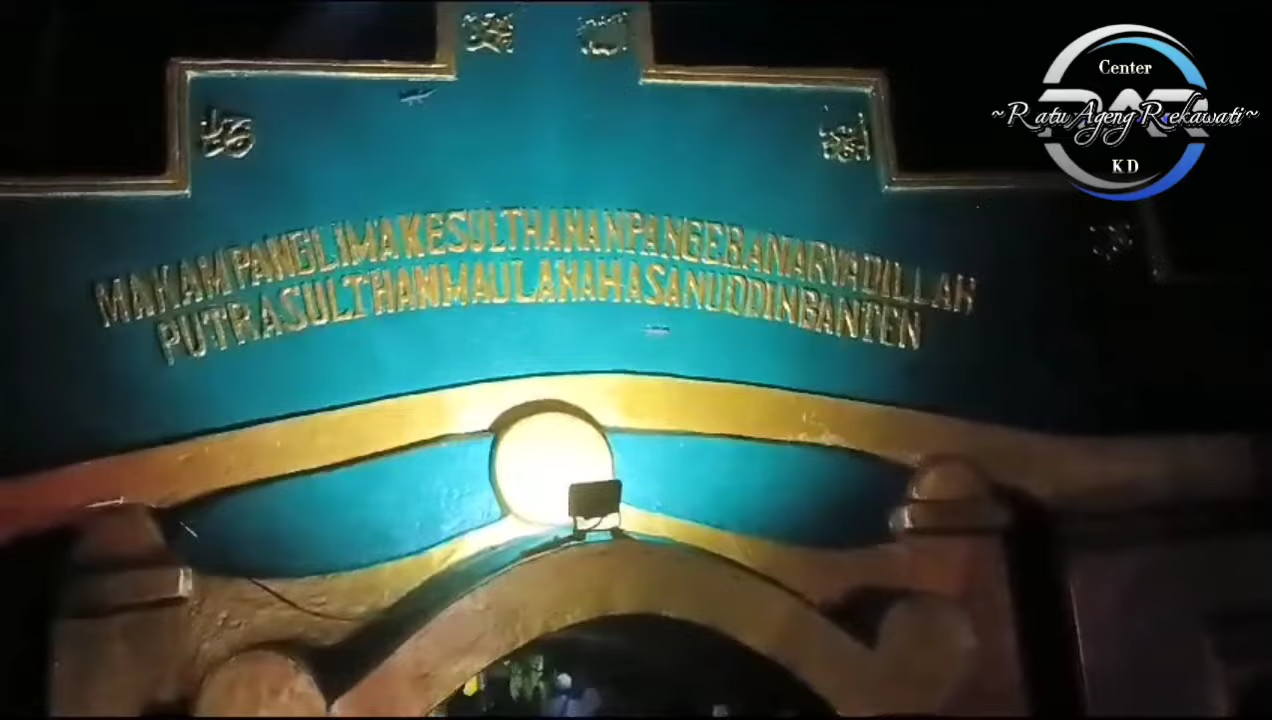 Center
~Ratu Ageng Rekawati~
KD
MAKAM PANGLIMA KESULTHANAN PANGERAN ARYADILLAH
PUTRA SULTHAN MAULANA HASANUDDIN BANTEN